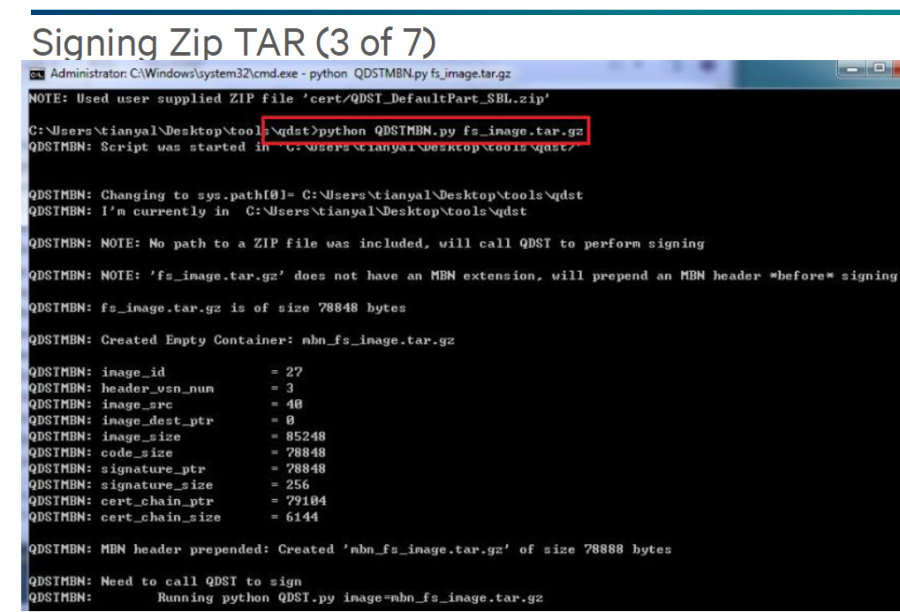 Signing Zip TAR (3 of 7)
Administrator: C:\Windows\system32\cmd.exe - python QDSTMBN.py fs_image.tar.gz
NOTE: Used user supplied ZIP file 'cert/QDST_DefaultPart_SBL.zip'
C:\Users\tianyal\Desktop\tools\qdst>python QDSTMBN.py fs_image.tar.gz
QDSTMBN: Script was started in 'C:\Users\tianyal\Desktop\tools\qdst/'
QDSTMBN: Changing to sys.path[0]= C:\Users\tianyal\Desktop\tools\qdst
QDSTMBN: I'm currently in C:\Users\tianyal\Desktop\tools\qdst
QDSTMBN: NOTE: No path to a ZIP file was included, will call QDST to perform signing
QDSTMBN: NOTE: 'fs_image.tar.gz' does not have an MBN extension, will prepend an MBN header *before* signing
QDSTMBN: fs_image.tar.gz is of size 78848 bytes
QDSTMBN: Created Empty Container: mbn_fs_image.tar.gz
QDSTMBN: image_id = 27
QDSTMBN: header_vsn_num = 3
QDSTMBN: image_src = 40
QDSTMBN: image_dest_ptr = 0
QDSTMBN: image_size = 85248
QDSTMBN: code_size = 78848
QDSTMBN: signature_ptr = 78848
QDSTMBN: signature_size = 256
QDSTMBN: cert_chain_ptr = 79104
QDSTMBN: cert_chain_size = 6144
QDSTMBN: MBN header prepended: Created 'mbn_fs_image.tar.gz' of size 78888 bytes
QDSTMBN: Need to call QDST to sign
QDSTMBN: Running python QDST.py image=mbn_fs_image.tar.gz